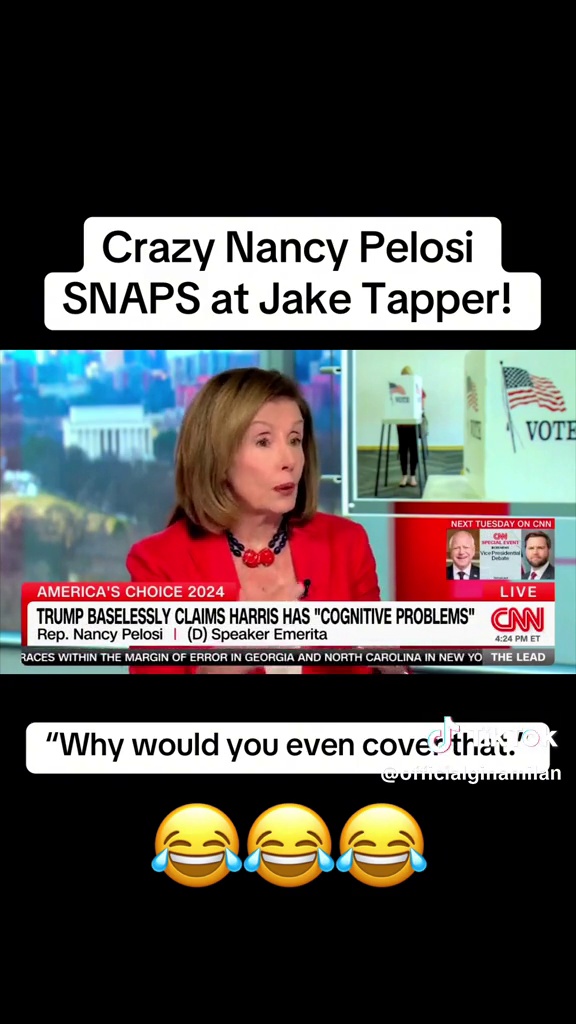 Crazy Nancy Pelosi
SNAPS at Jake Tapper!
VOTE
VOTE
NEXT TUESDAY ON CNN
CNN
SPECIAL EVENT
Vice Presidential
Debate
AMERICA'S CHOICE 2024
LIVE
TRUMP BASELESSLY CLAIMS HARRIS HAS "COGNITIVE PROBLEMS"
Rep. Nancy Pelosi | (D) Speaker Emerita
CNN
4:24 PM ET
RACES WITHIN THE MARGIN OF ERROR IN GEORGIA AND NORTH CAROLINA IN NEW YO
THE LEAD
“Why would you even cover that.”
TikTok
@officialginamilan